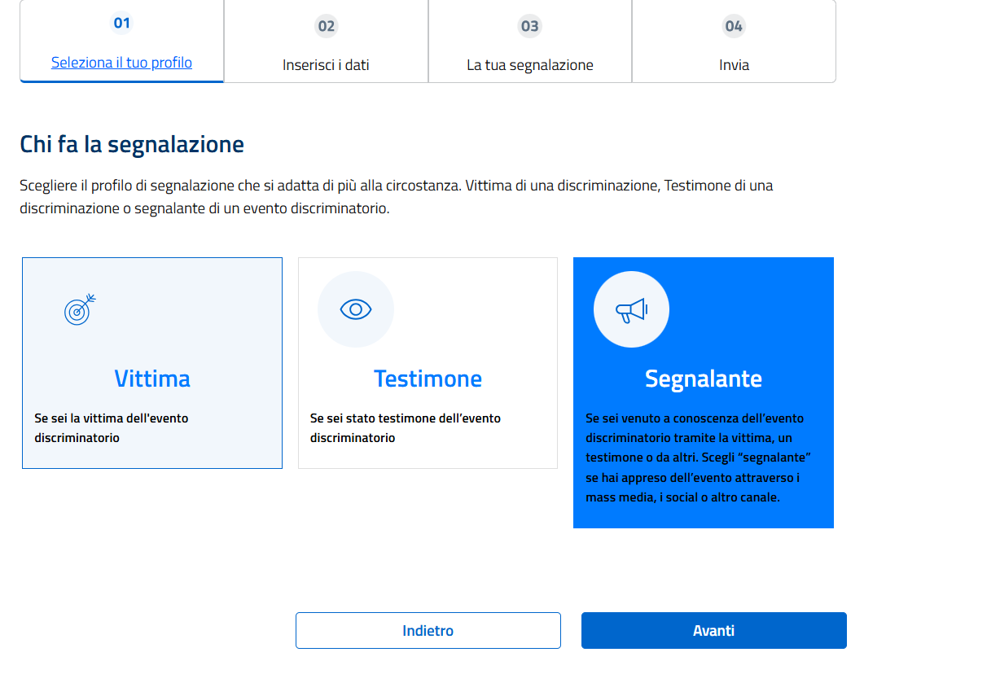 01
Seleziona il tuo profilo
02
Inserisci i dati
03
La tua segnalazione
04
Invia
Chi fa la segnalazione
Scegliere il profilo di segnalazione che si adatta di più alla circostanza. Vittima di una discriminazione, Testimone di una
discriminazione o segnalante di un evento discriminatorio.
Vittima
Se sei la vittima dell'evento
discriminatorio
Testimone
Se sei stato testimone dell’evento
discriminatorio
Segnalante
Se sei venuto a conoscenza dell’evento
discriminatorio tramite la vittima, un
testimone o da altri. Scegli “segnalante”
se hai appreso dell’evento attraverso i
mass media, i social o altro canale.
Indietro
Avanti